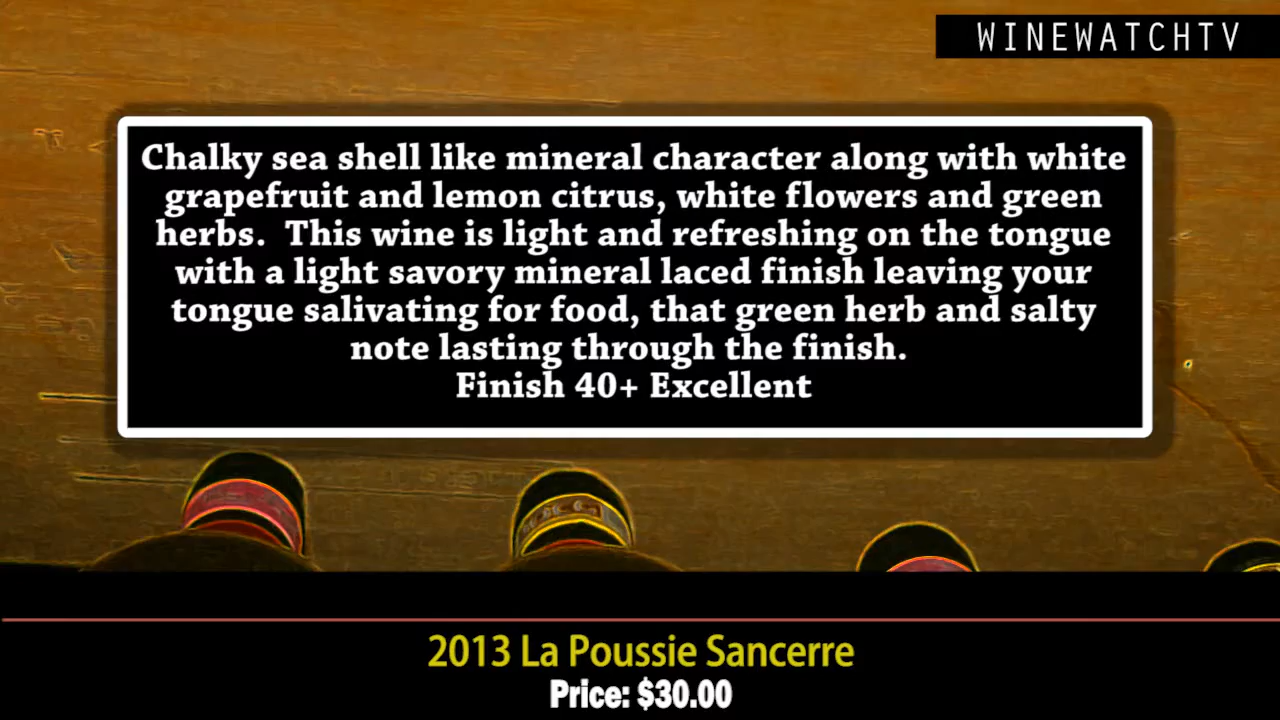 WINEWATCHTV
Chalky sea shell like mineral character along with white
grapefruit and lemon citrus, white flowers and green
herbs.  This wine is light and refreshing on the tongue
with a light savory mineral laced finish leaving your
tongue salivating for food, that green herb and salty
note lasting through the finish.
Finish 40+ Excellent
2013 La Poussie Sancerre
Price: $30.00